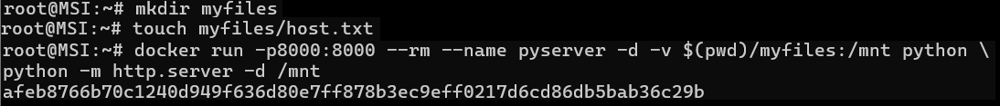 root@MSI:~# mkdir myfiles
root@MSI:~# touch myfiles/host.txt
root@MSI:~# docker run -p8000:8000 --rm --name pyserver -d -v $(pwd)/myfiles:/mnt python \
python -m http.server -d /mnt
afeb8766b70c1240d949f636d80e7ff878b3ec9eff0217d6cd86db5bab36c29b